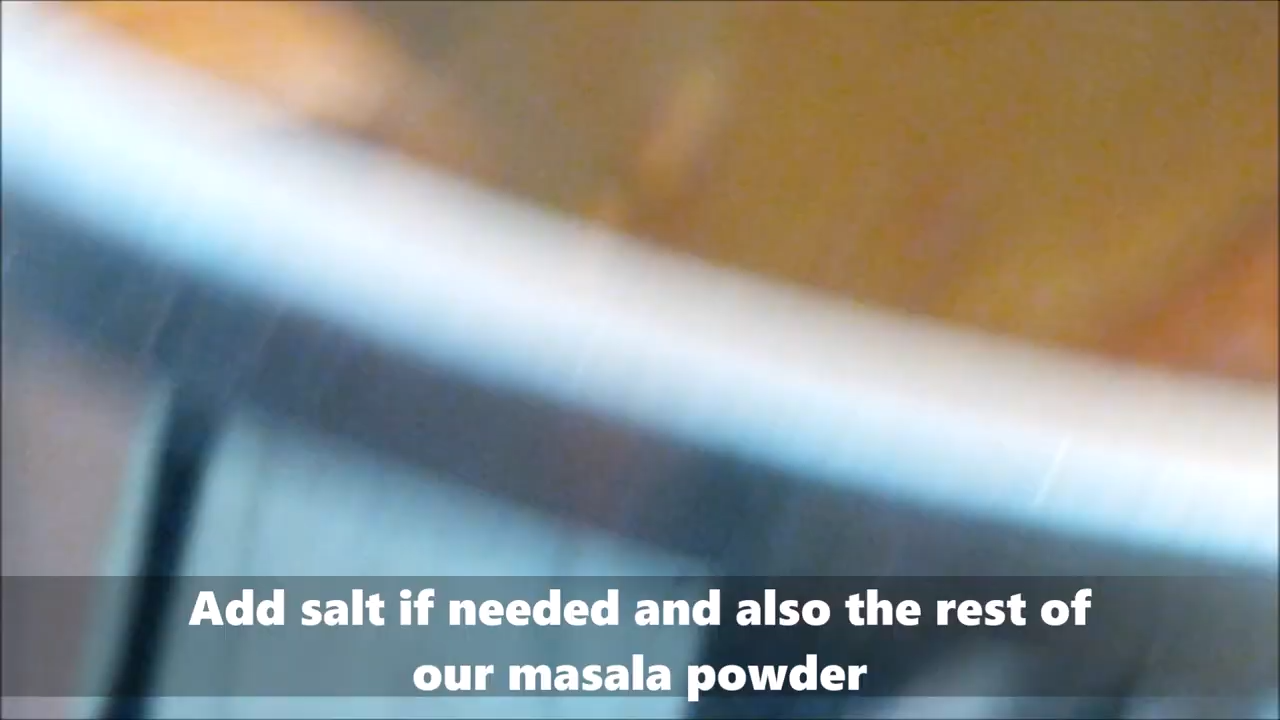 Add salt if needed and also the rest of
our masala powder